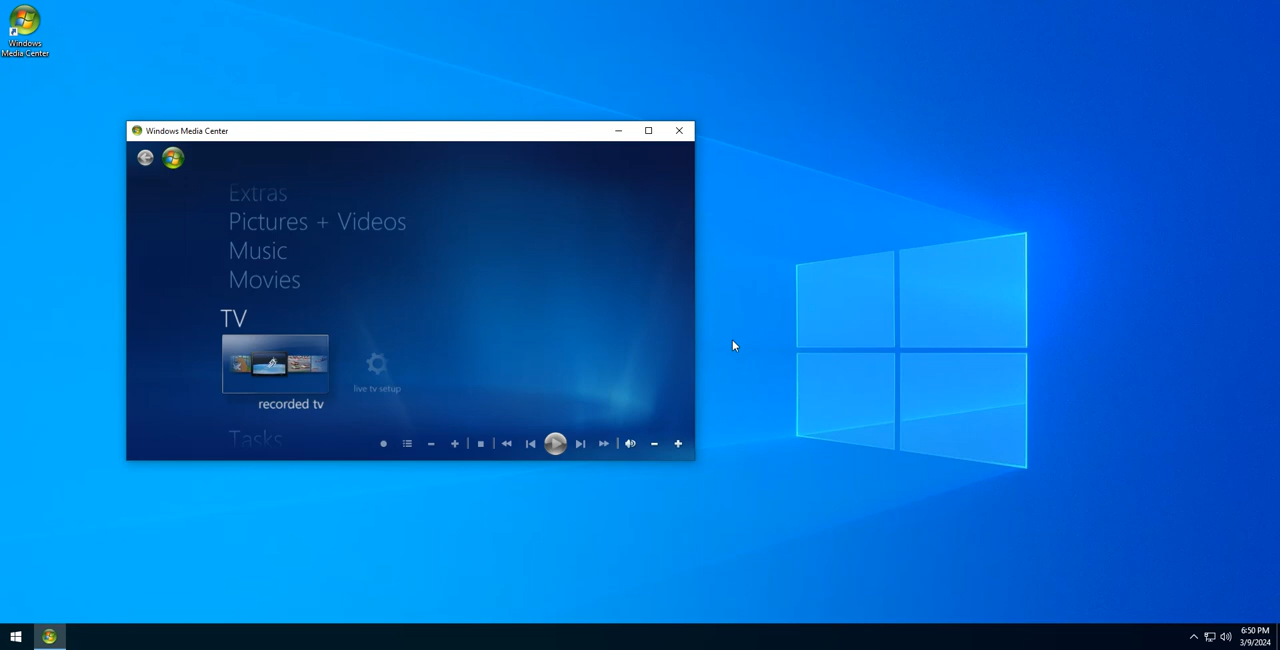 Windows
Media Center
Windows Media Center
Extras
Pictures + Videos
Music
Movies
TV
live tv setup
recorded tv
Tasks
6:50 PM
3/9/2024